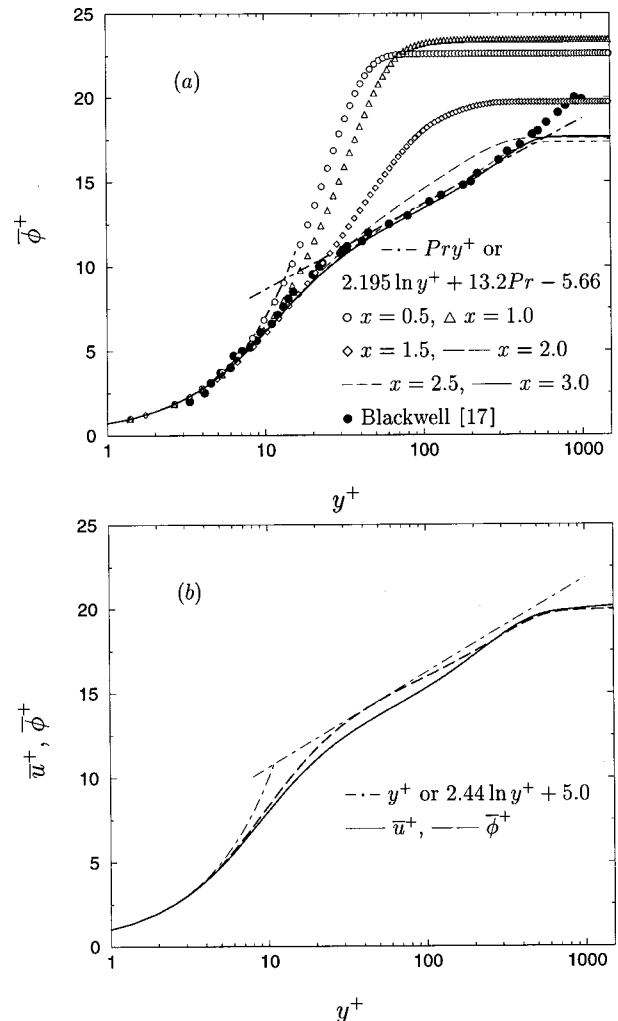 25
20
15
10
5
0
(a)
ϕ̅⁺
–·– Pry⁺ or
2.195 ln y⁺ + 13.2Pr − 5.66
○ x = 0.5, △ x = 1.0
◇ x = 1.5, —— x = 2.0
––– x = 2.5, —— x = 3.0
● Blackwell [17]
1 10 100 1000
y⁺
25
20
15
10
5
0
(b)
u̅⁺, ϕ̅⁺
–·– y⁺ or 2.44 ln y⁺ + 5.0
—— u̅⁺, — — ϕ̅⁺
1 10 100 1000
y⁺